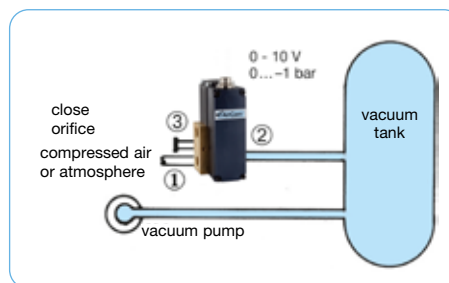 0 - 10 V
0…–1 bar
close
orifice
③
compressed air
or atmosphere
①
②
vacuum
tank
vacuum pump